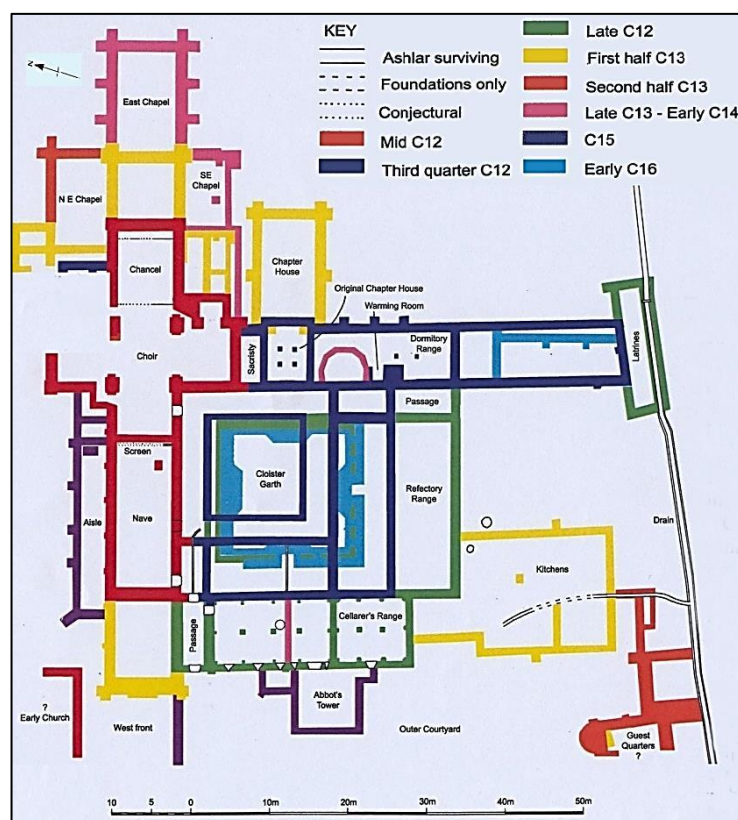 KEY
Ashlar surviving
Foundations only
Conjectural
Mid C12
Third quarter C12
Late C12
First half C13
Second half C13
Late C13 - Early C14
C15
Early C16
N
East Chapel
SE
Chapel
N E Chapel
Chapter
House
Chancel
Original Chapter House
Warming Room
Choir
Sacristy
Dormitory
Range
Latrines
Passage
Screen
Cloister
Garth
Refectory
Range
Aisle
Nave
Drain
Kitchens
Passage
Cellarer's Range
Abbot's
Tower
?
Early Church
West front
Outer Courtyard
Guest
Quarters
?
10 5 0 10m 20m 30m 50m